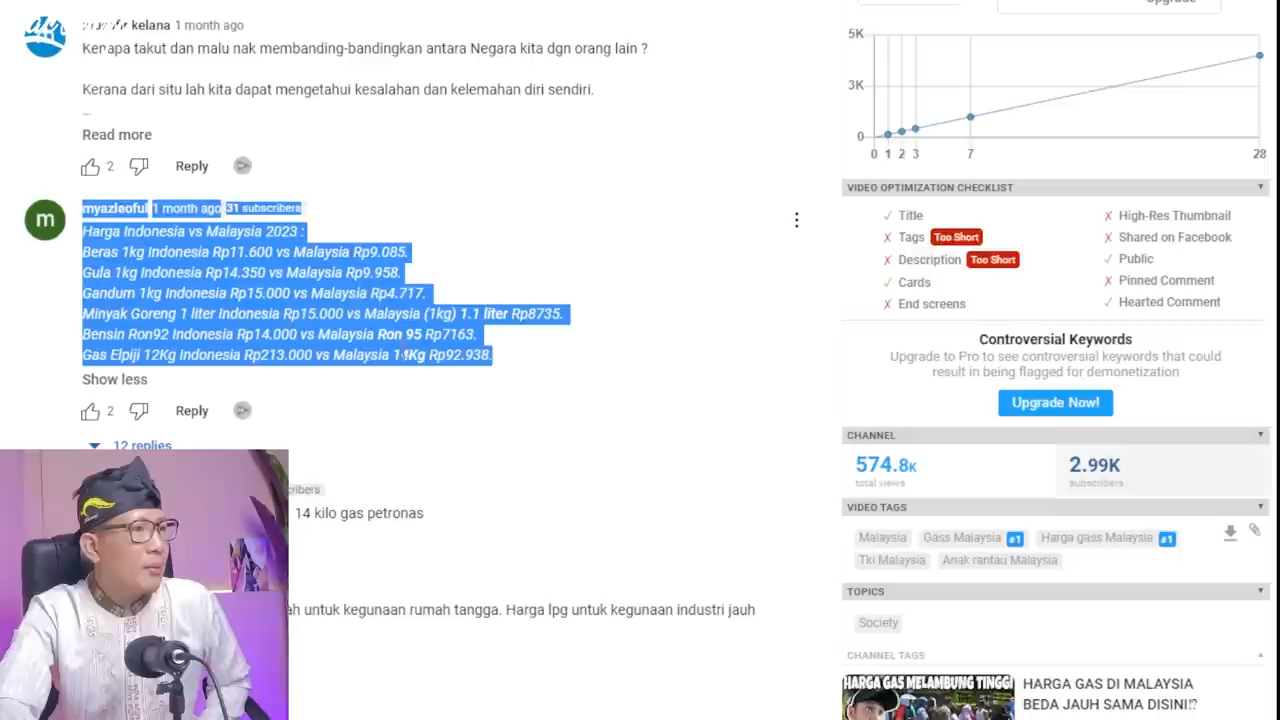 kelana 1 month ago
Kenapa takut dan malu nak membanding-bandingkan antara Negara kita dgn orang lain ?
Kerana dari situ lah kita dapat mengetahui kesalahan dan kelemahan diri sendiri.
...
Read more
2 Reply
m
myazleoful 1 month ago 31 subscribers
Harga Indonesia vs Malaysia 2023 :
Beras 1kg Indonesia Rp11.600 vs Malaysia Rp9.085.
Gula 1kg Indonesia Rp14.350 vs Malaysia Rp9.958.
Gandum 1kg Indonesia Rp15.000 vs Malaysia Rp4.717.
Minyak Goreng 1 liter Indonesia Rp15.000 vs Malaysia (1kg) 1.1 liter Rp8735.
Bensin Ron92 Indonesia Rp14.000 vs Malaysia Ron 95 Rp7163.
Gas Elpiji 12Kg Indonesia Rp213.000 vs Malaysia 14Kg Rp92.938.
Show less
2 Reply
12 replies
cribers
14 kilo gas petronas
ah untuk kegunaan rumah tangga. Harga lpg untuk kegunaan industri jauh
Upgrade
5K
3K
0
0 1 2 3 7 28
VIDEO OPTIMIZATION CHECKLIST
✓ Title
✗ Tags Too Short
✗ Description Too Short
✓ Cards
✗ End screens
✗ High-Res Thumbnail
✗ Shared on Facebook
✓ Public
✗ Pinned Comment
✓ Hearted Comment
Controversial Keywords
Upgrade to Pro to see controversial keywords that could
result in being flagged for demonetization
Upgrade Now!
CHANNEL
574.8K 2.99K
total views subscribers
VIDEO TAGS
Malaysia Gass Malaysia #1 Harga gass Malaysia #1
Tki Malaysia Anak rantau Malaysia
TOPICS
Society
CHANNEL TAGS
HARGA GAS MELAMBUNG TINGGI
HARGA GAS DI MALAYSIA
BEDA JAUH SAMA DISINI!?